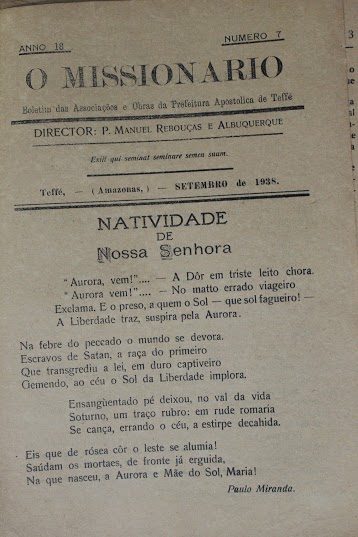 ANNO 18
NUMERO 7
O MISSIONARIO
Boletim das Associações e Obras da Prefeitura Apostolica de Teffé
DIRECTOR: P. MANUEL REBOUÇAS E ALBUQUERQUE
Exiit qui seminat seminare semen suum.
Teffé, — (Amazonas,) — SETEMBRO de 1938.
NATIVIDADE
DE
Nossa Senhora
“Aurora, vem!”.... — A Dôr em triste leito chora.
“Aurora vem!”.... — No matto errado viageiro
Exclama. E o preso, a quem o Sol — que sol fagueiro! —
A Liberdade traz, suspira pela Aurora.
Na febre do peccado o mundo se devora.
Escravos de Satan, a raça do primeiro
Que transgrediu a lei, em duro captiveiro
Gemendo, ao céu o Sol da Liberdade implora.
Ensangüentado pé deixou, no val da vida
Soturno, um traço rubro: em rude romaria
Se cança, errando o céu, a estirpe decahida.
Eis que de rósea côr o leste se alumia!
Saúdam os mortaes, de fronte já erguida,
Na que nasceu, a Aurora e Mãe do Sol, Maria!
Paulo Miranda.